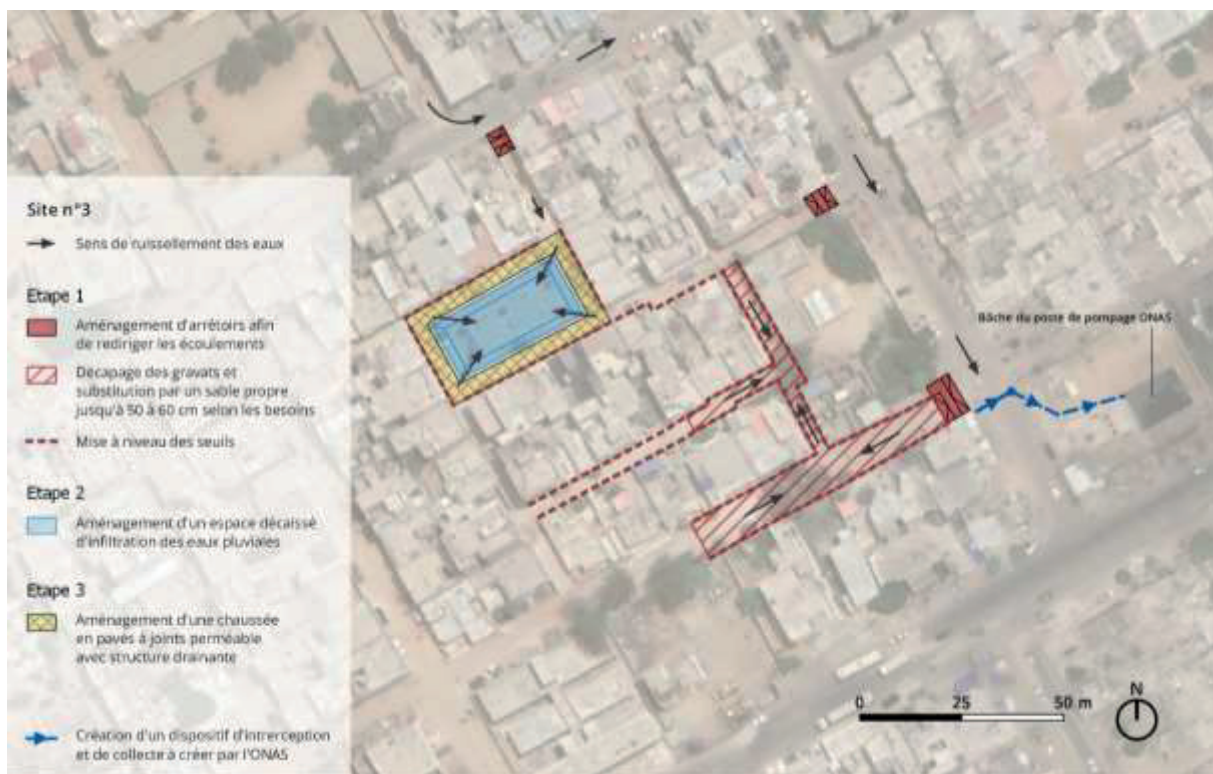 Site n°3
Sens de ruissellement des eaux
Etape 1
Aménagement d'arrêtoirs afin
de rediriger les écoulements
Décapage des gravats et
substitution par un sable propre
jusqu'à 50 à 60 cm selon les besoins
Mise à niveau des seuils
Etape 2
Aménagement d'un espace décaissé
d'infiltration des eaux pluviales
Etape 3
Aménagement d'une chaussée
en pavés à joints perméable
avec structure drainante
Création d'un dispositif d'interception
et de collecte à créer par l'ONAS
Bâche du poste de pompage ONAS
0 25 50 m
N